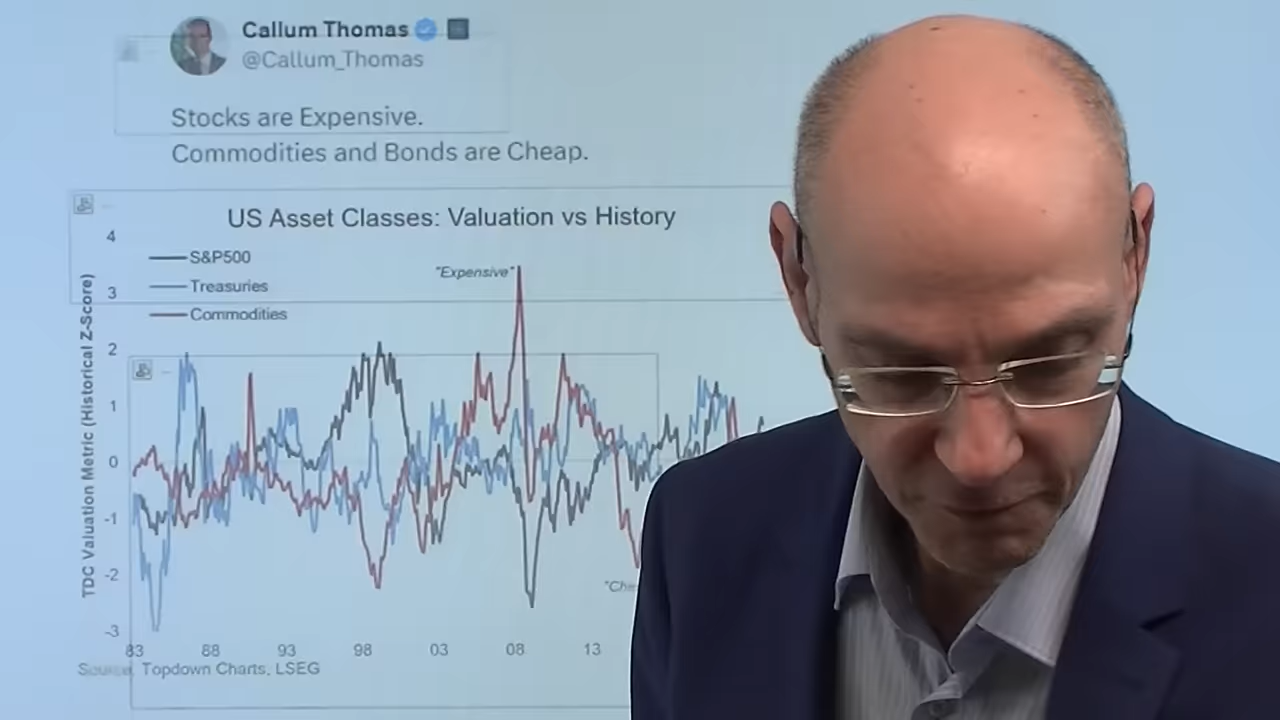 Callum Thomas
@Callum_Thomas
Stocks are Expensive.
Commodities and Bonds are Cheap.
US Asset Classes: Valuation vs History
4
3
2
1
0
-1
-2
-3
TDC Valuation Metric (Historical Z-Score)
S&P500
Treasuries
Commodities
"Expensive"
83 88 93 98 03 08 13
Source: Topdown Charts, LSEG